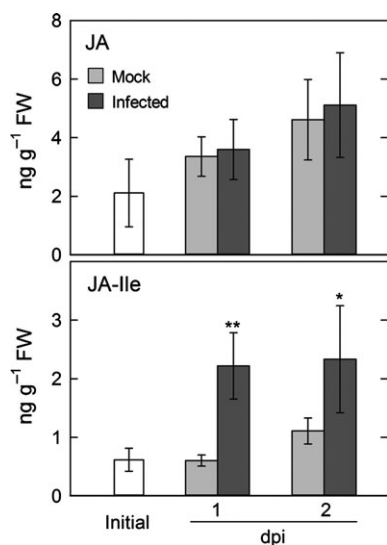 JA
Mock
Infected
ng g⁻¹ FW
8
6
4
2
0
JA-Ile
ng g⁻¹ FW
3
2
1
0
**
*
Initial
1
2
dpi